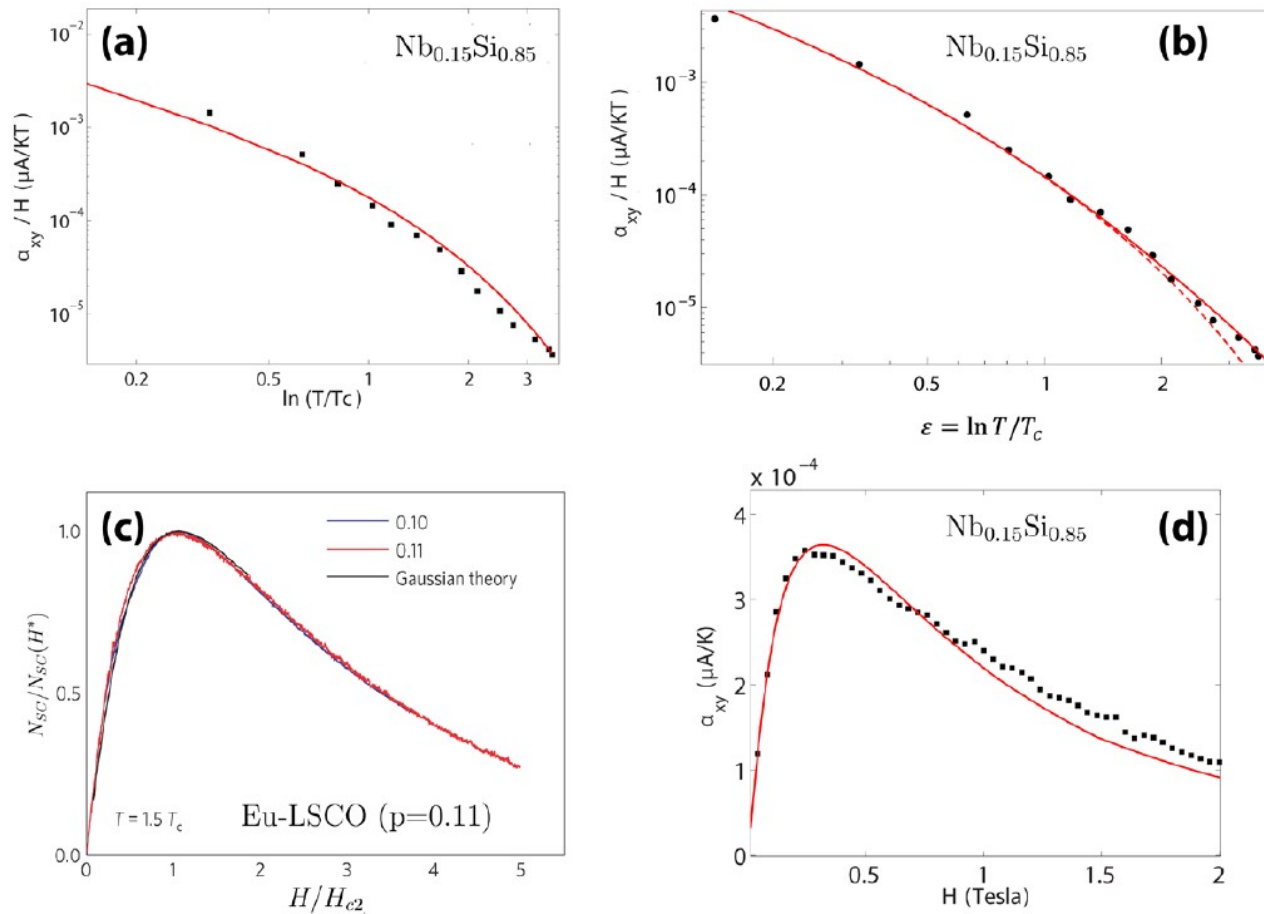 (a)
Nb0.15Si0.85
10−2
10−3
10−4
10−5
αxy / H (μA/KT)
0.2 0.5 1 2 3
ln (T/Tc)
(b)
Nb0.15Si0.85
10−3
10−4
10−5
αxy / H (μA/KT)
0.2 0.5 1 2
ε = ln T/Tc
(c)
0.10
0.11
Gaussian theory
1.0
0.5
0.0
NSC/NSC(H*)
T = 1.5 Tc
Eu-LSCO (p=0.11)
0 1 2 3 4 5
H/Hc2
x 10−4
(d)
Nb0.15Si0.85
4
3
2
1
0
αxy (μA/K)
0.5 1 1.5 2
H (Tesla)